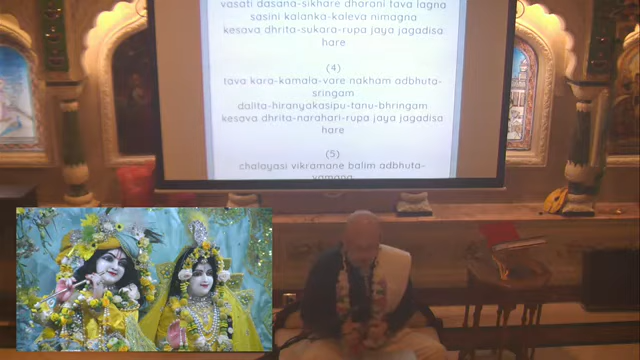 vasati dasana-sikhare dharani tava lagna
sasini kalanka-kaleva nimagna
kesava dhrita-sukara-rupa jaya jagadisa
hare
(4)
tava kara-kamala-vare nakham adbhuta-
sringam
dalita-hiranyakasipu-tanu-bhringam
kesava dhrita-narahari-rupa jaya jagadisa
hare
(5)
chalayasi vikramane balim adbhuta-
vamana